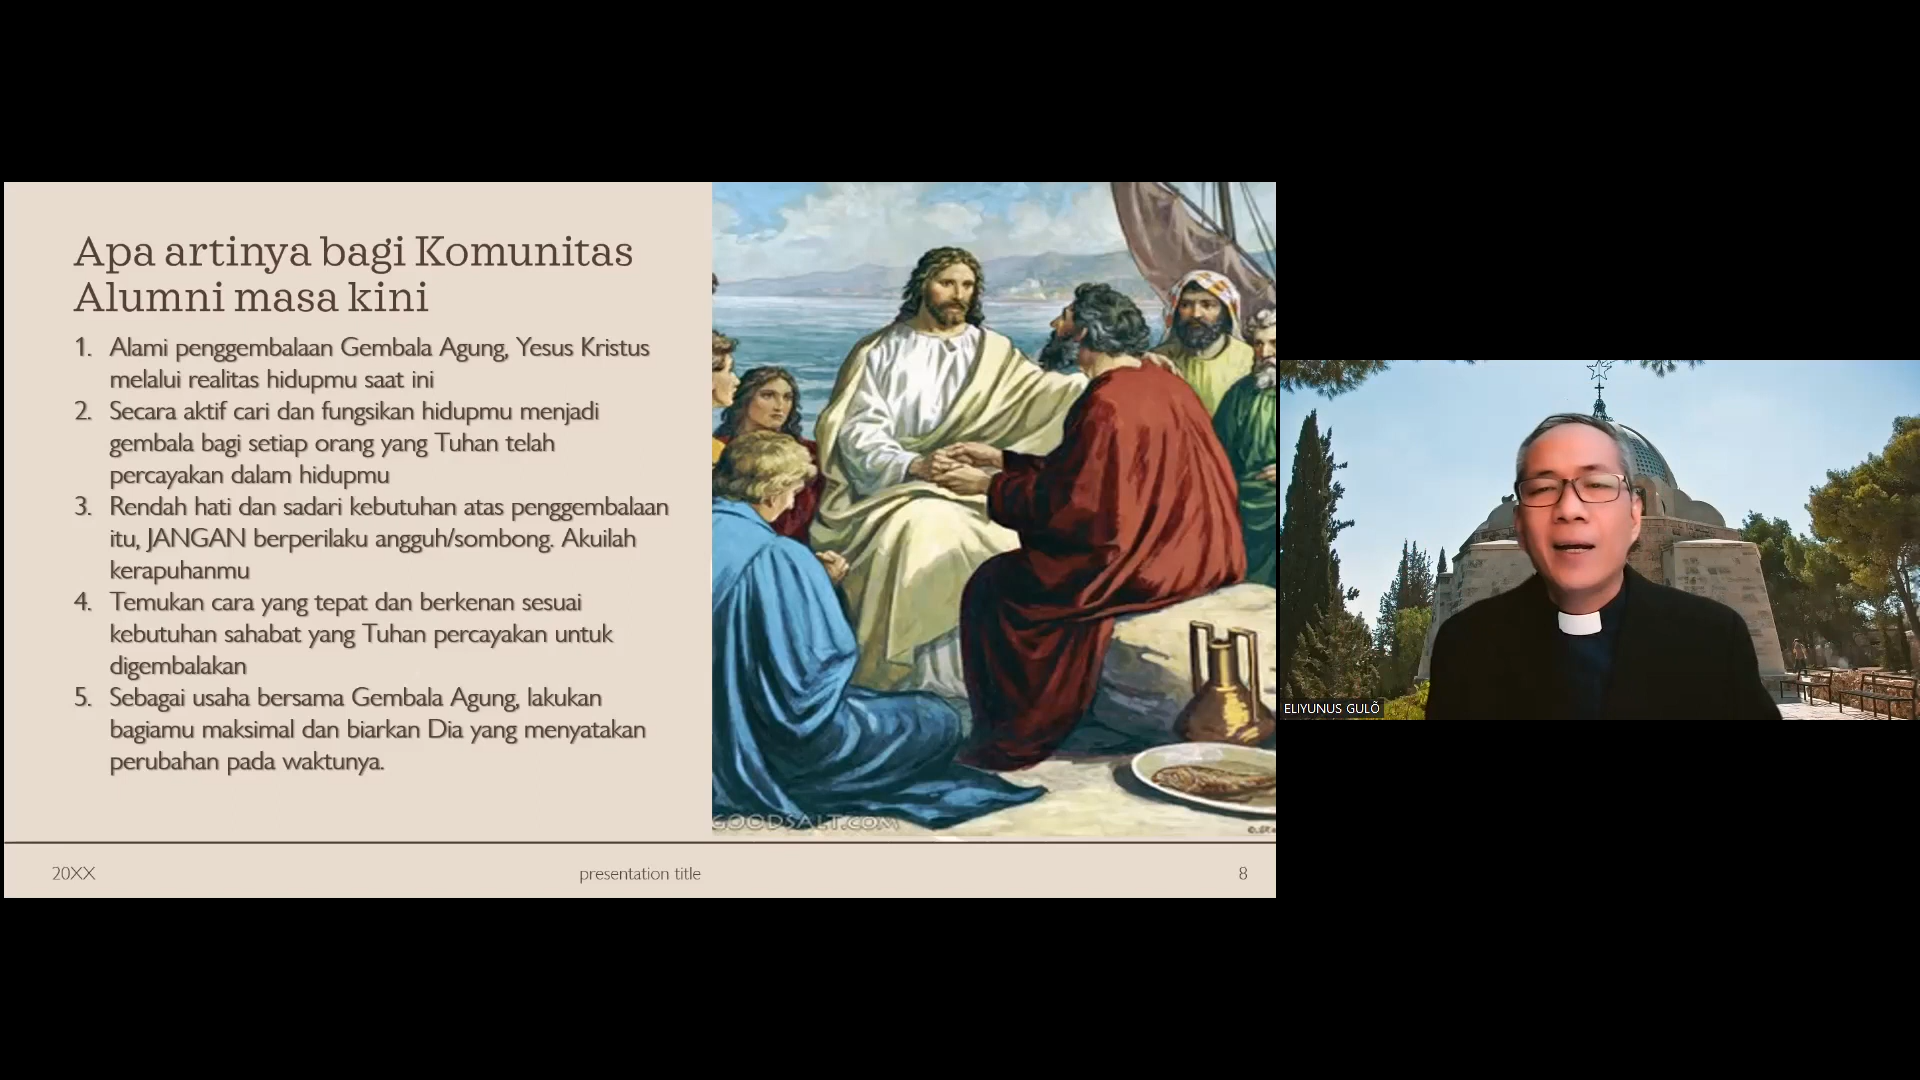 Apa artinya bagi Komunitas
Alumni masa kini
1. Alami penggembalaan Gembala Agung, Yesus Kristus
melalui realitas hidupmu saat ini
2. Secara aktif cari dan fungsikan hidupmu menjadi
gembala bagi setiap orang yang Tuhan telah
percayakan dalam hidupmu
3. Rendah hati dan sadari kebutuhan atas penggembalaan
itu, JANGAN berperilaku angguh/sombong. Akuilah
kerapuhanmu
4. Temukan cara yang tepat dan berkenan sesuai
kebutuhan sahabat yang Tuhan percayakan untuk
digembalakan
5. Sebagai usaha bersama Gembala Agung, lakukan
bagiamu maksimal dan biarkan Dia yang menyatakan
perubahan pada waktunya.
GOODSALT.COM
20XX
presentation title
8
ELIYUNUS GULÕ